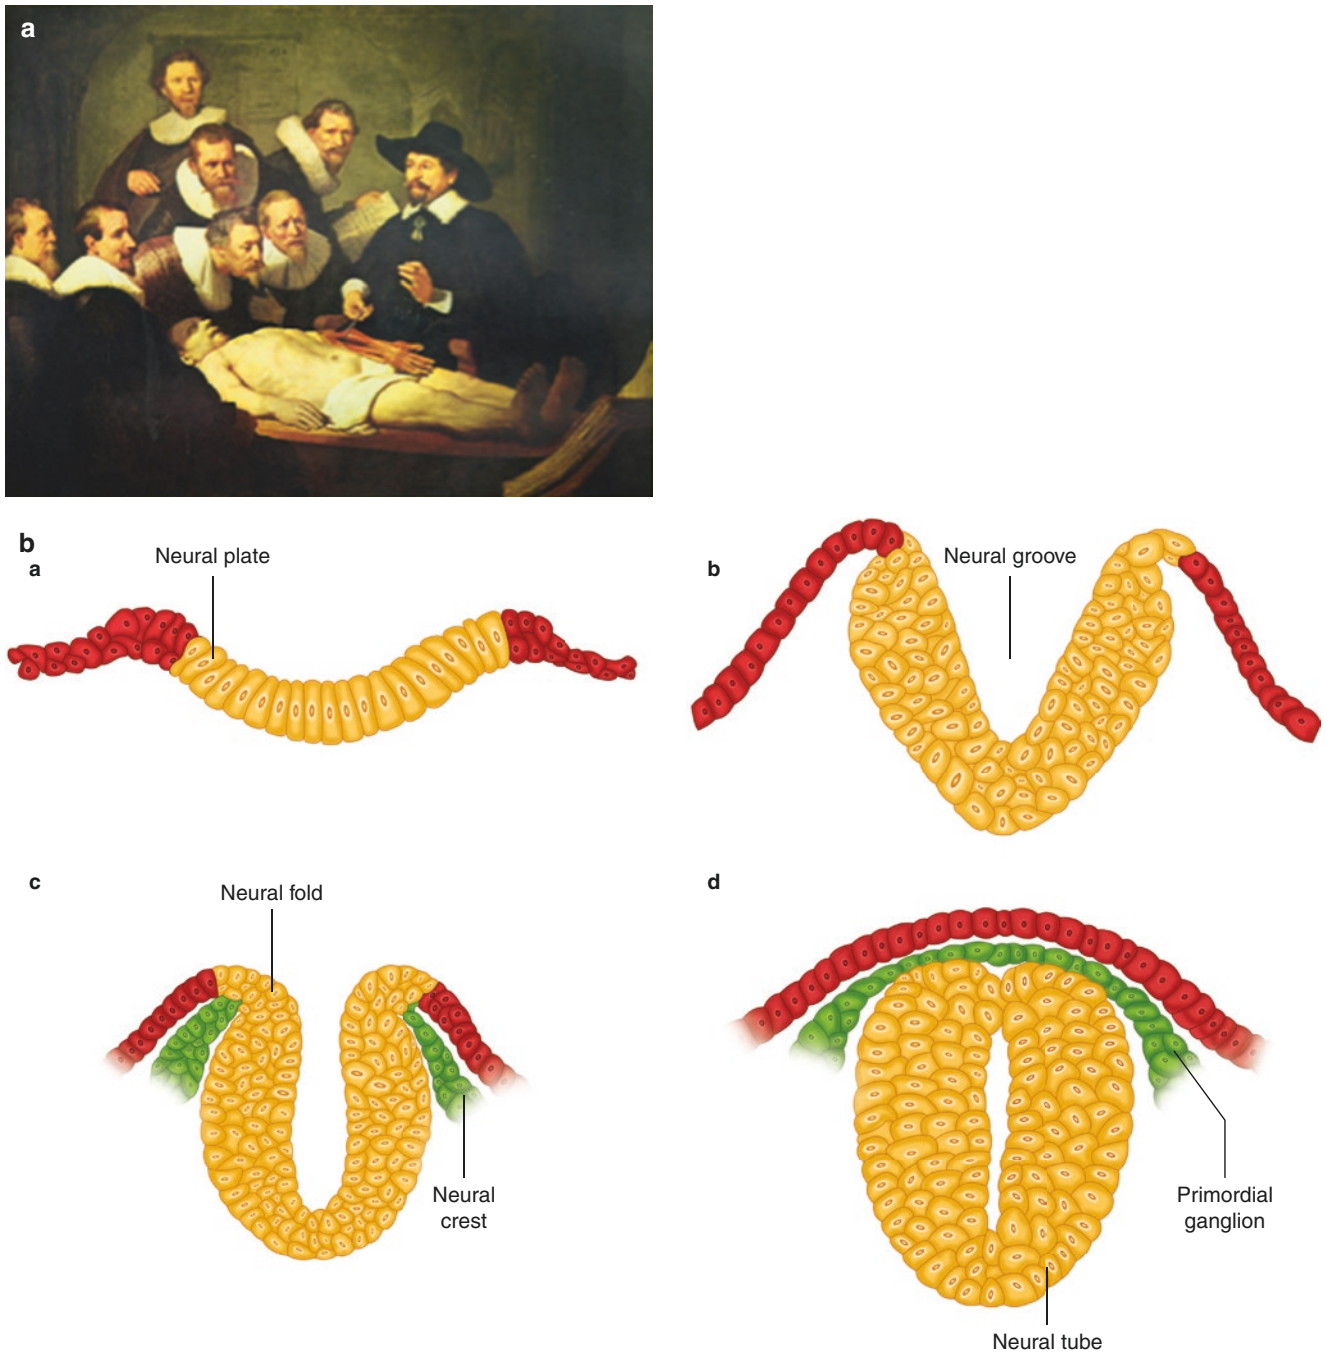 a
b
Neural plate
a
b
Neural groove
c
Neural fold
Neural
crest
d
Primordial
ganglion
Neural tube